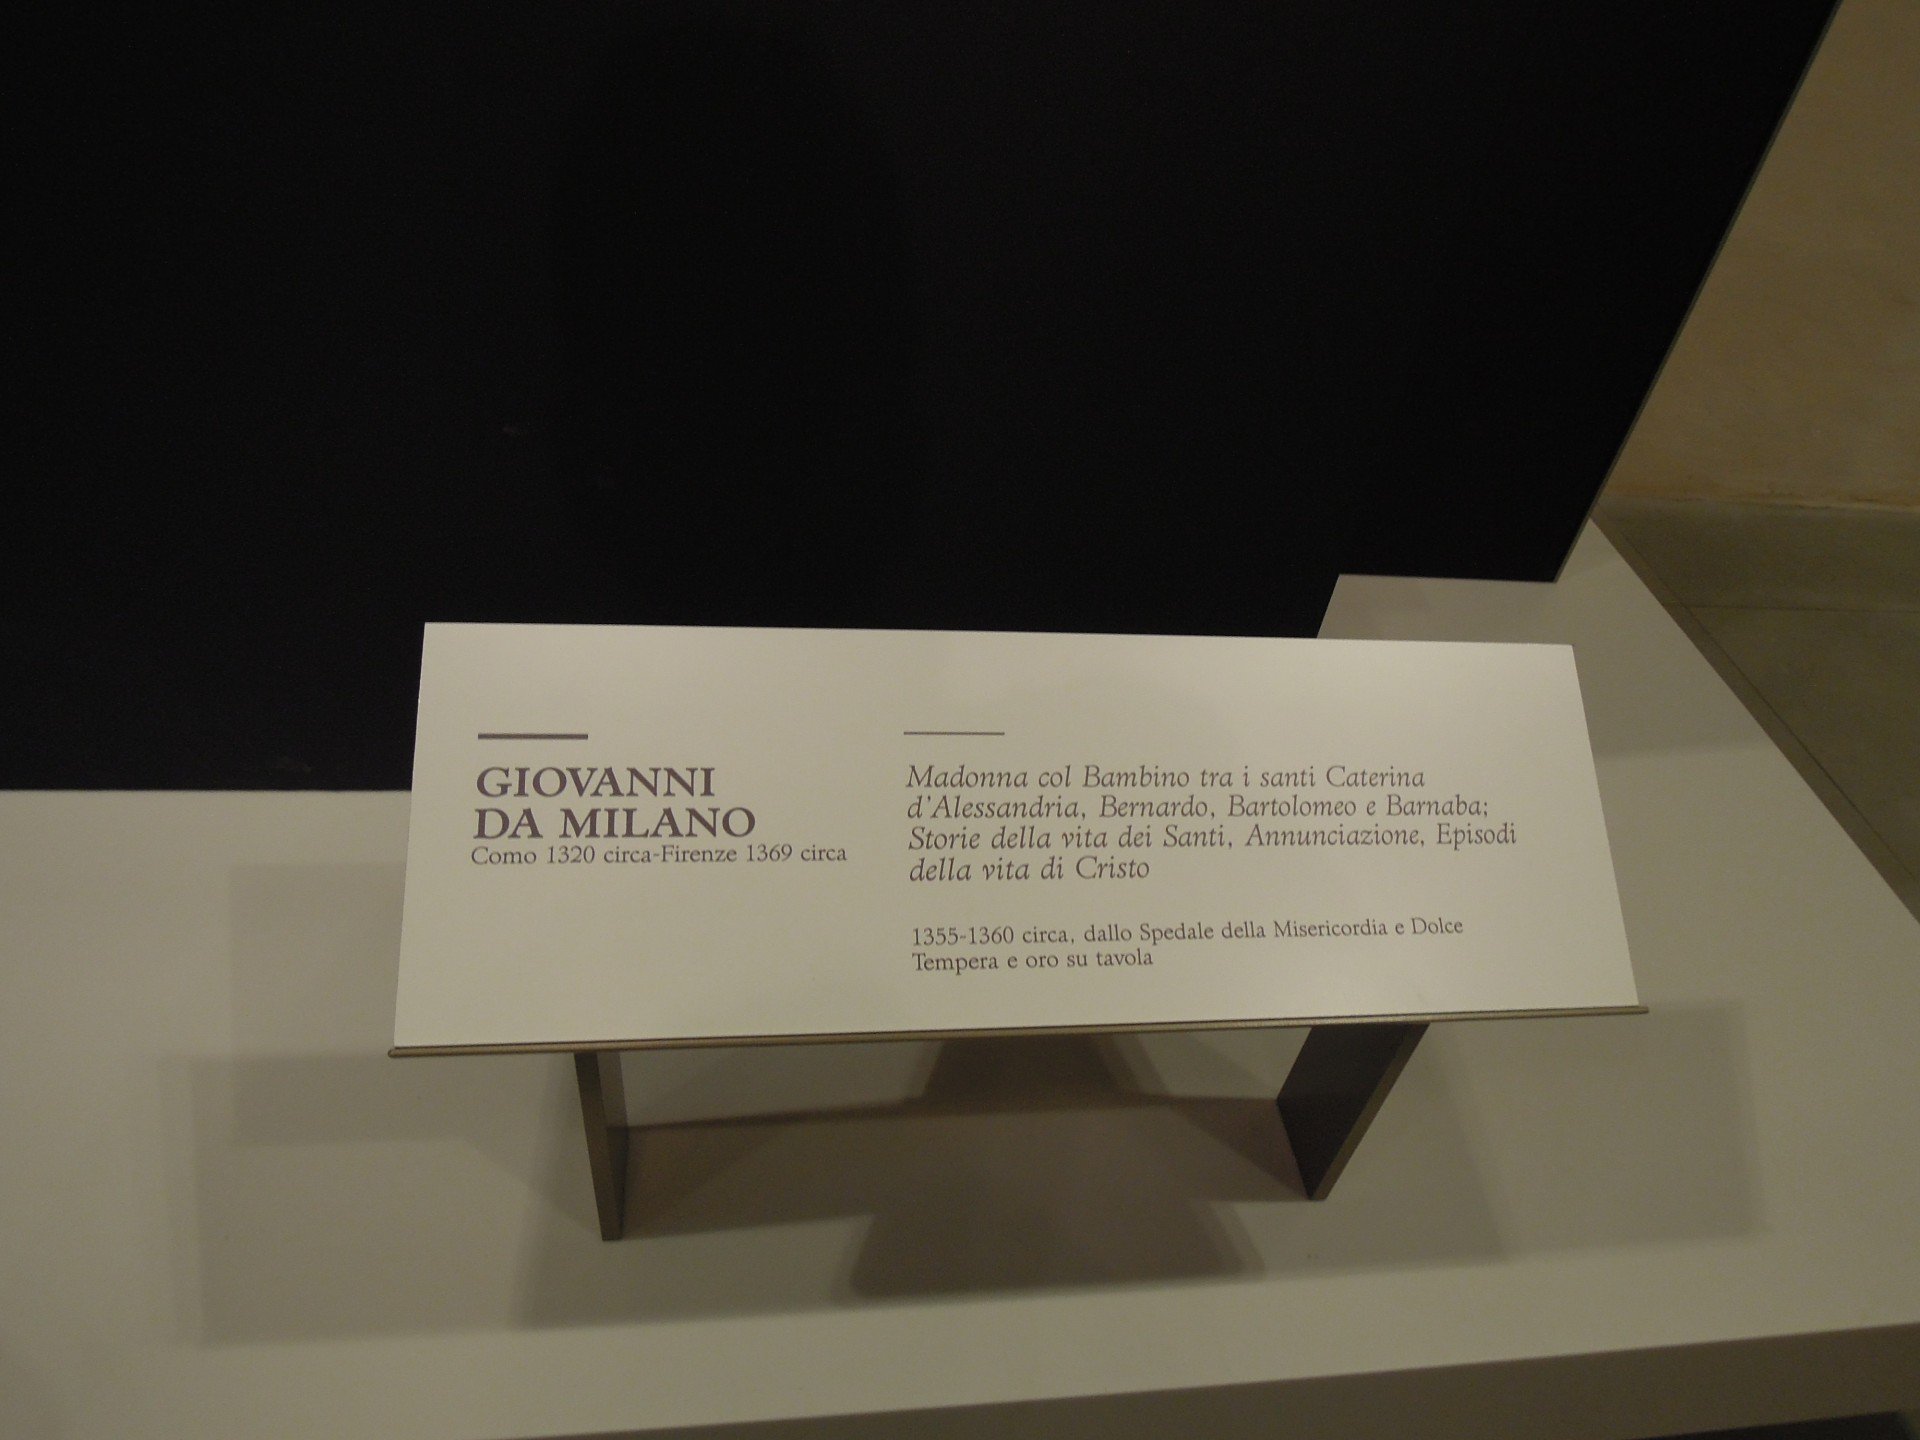 GIOVANNI
DA MILANO
Como 1320 circa-Firenze 1369 circa
Madonna col Bambino tra i santi Caterina
d'Alessandria, Bernardo, Bartolomeo e Barnaba;
Storie della vita dei Santi, Annunciazione, Episodi
della vita di Cristo
1355-1360 circa, dallo Spedale della Misericordia e Dolce
Tempera e oro su tavola